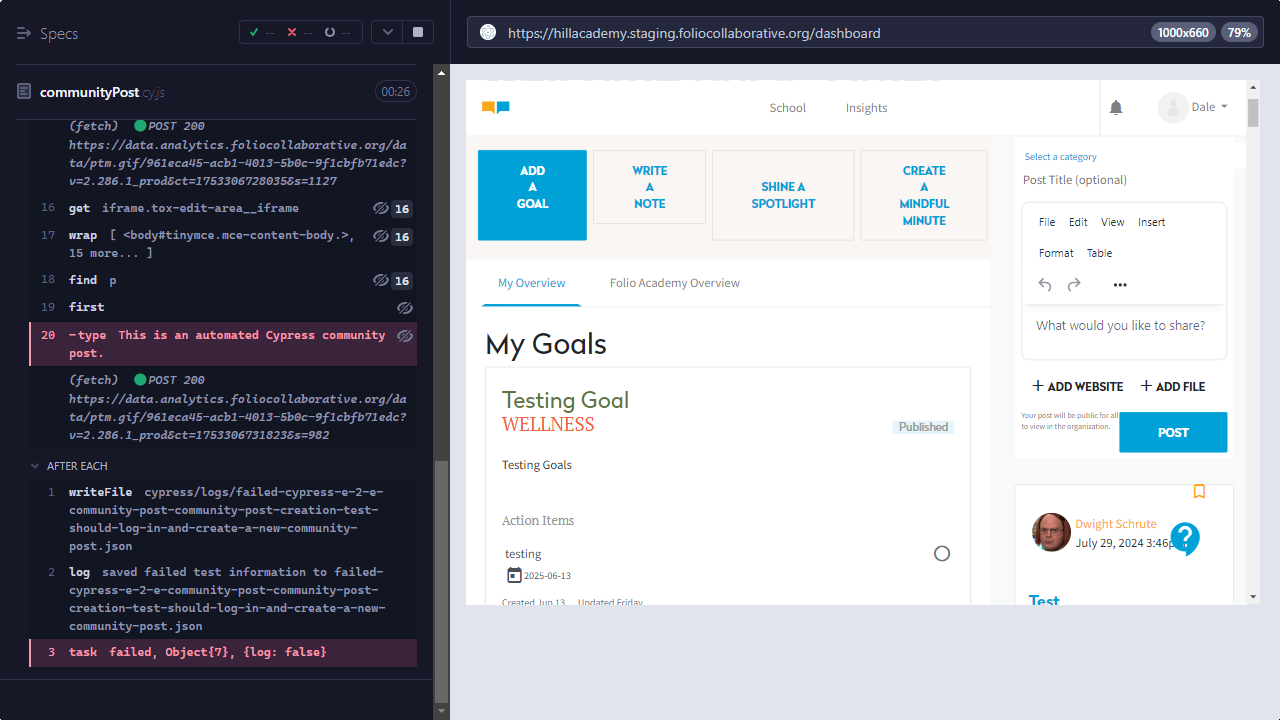 Specs
-- -- --
communityPost.cy.js
00:26
(fetch) POST 200
https://data.analytics.foliocollaborative.org/da
ta/ptm.gif/961eca45-acb1-4013-5b0c-9f1cbfb71edc?
v=2.286.1_prod&ct=1753306728035&s=1127
16 get iframe.tox-edit-area__iframe 16
17 wrap [ <body#tinymce.mce-content-body.>, 16
15 more... ]
18 find p 16
19 first
20 -type This is an automated Cypress community
post.
(fetch) POST 200
https://data.analytics.foliocollaborative.org/da
ta/ptm.gif/961eca45-acb1-4013-5b0c-9f1cbfb71edc?
v=2.286.1_prod&ct=1753306731823&s=982
AFTER EACH
1 writeFile cypress/logs/failed-cypress-e-2-e-
community-post-community-post-creation-test-
should-log-in-and-create-a-new-community-
post.json
2 log saved failed test information to failed-
cypress-e-2-e-community-post-community-post-
creation-test-should-log-in-and-create-a-new-
community-post.json
3 task failed, Object{7}, {log: false}
https://hillacademy.staging.foliocollaborative.org/dashboard
1000x660
79%
School
Insights
Dale
ADD
A
GOAL
WRITE
A
NOTE
SHINE A
SPOTLIGHT
CREATE
A
MINDFUL
MINUTE
My Overview
Folio Academy Overview
My Goals
Testing Goal
WELLNESS
Published
Testing Goals
Action Items
testing
2025-06-13
Created Jun 13
Updated Friday
Select a category
Post Title (optional)
File Edit View Insert
Format Table
What would you like to share?
+ ADD WEBSITE + ADD FILE
Your post will be public for all
to view in the organization.
POST
Dwight Schrute
July 29, 2024 3:46p
?
Test